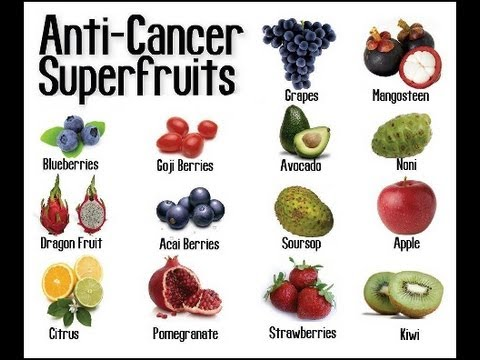 Anti-Cancer
Superfruits
Grapes
Mangosteen
Blueberries
Goji Berries
Avocado
Noni
Dragon Fruit
Acai Berries
Soursop
Apple
Citrus
Pomegranate
Strawberries
Kiwi